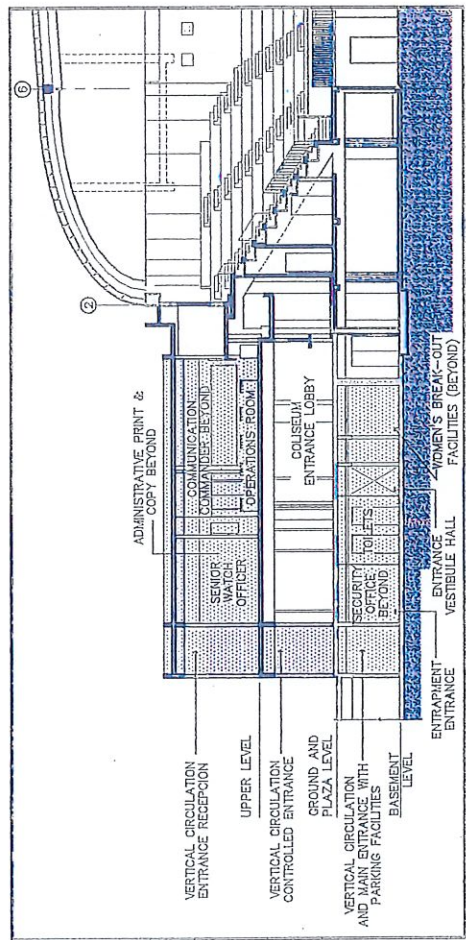 ⑥
②
ADMINISTRATIVE PRINT &
COPY BEYOND
COMMUNICATION
COMMANDER BEYOND
OPERATIONS ROOM
SENIOR
WATCH
OFFICER
COLISEUM
ENTRANCE LOBBY
SECURITY
OFFICE
BEYOND
TOILETS
VERTICAL CIRCULATION
ENTRANCE RECEPCION
UPPER LEVEL
VERTICAL CIRCULATION
CONTROLLED ENTRANCE
GROUND AND
PLAZA LEVEL
VERTICAL CIRCULATION
AND MAIN ENTRANCE WITH
PARKING FACILITIES
BASEMENT
LEVEL
ENTRAPMENT
ENTRANCE
ENTRANCE
VESTIBULE HALL
WOMEN'S BREAK-OUT
FACILITIES (BEYOND)